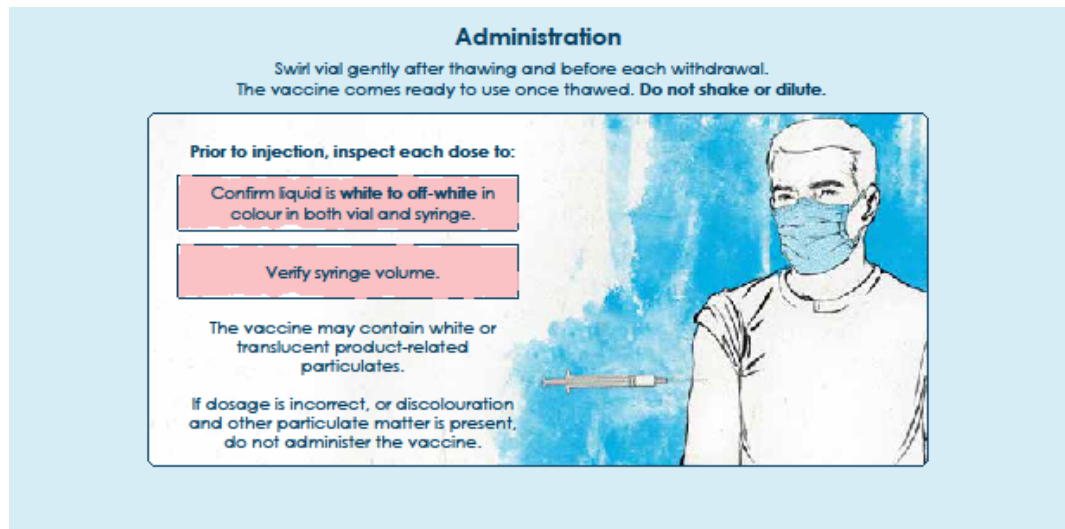 Administration
Swirl vial gently after thawing and before each withdrawal.
The vaccine comes ready to use once thawed. Do not shake or dilute.
Prior to injection, inspect each dose to:
Confirm liquid is white to off-white in
colour in both vial and syringe.
Verify syringe volume.
The vaccine may contain white or
translucent product-related
particulates.
If dosage is incorrect, or discolouration
and other particulate matter is present,
do not administer the vaccine.